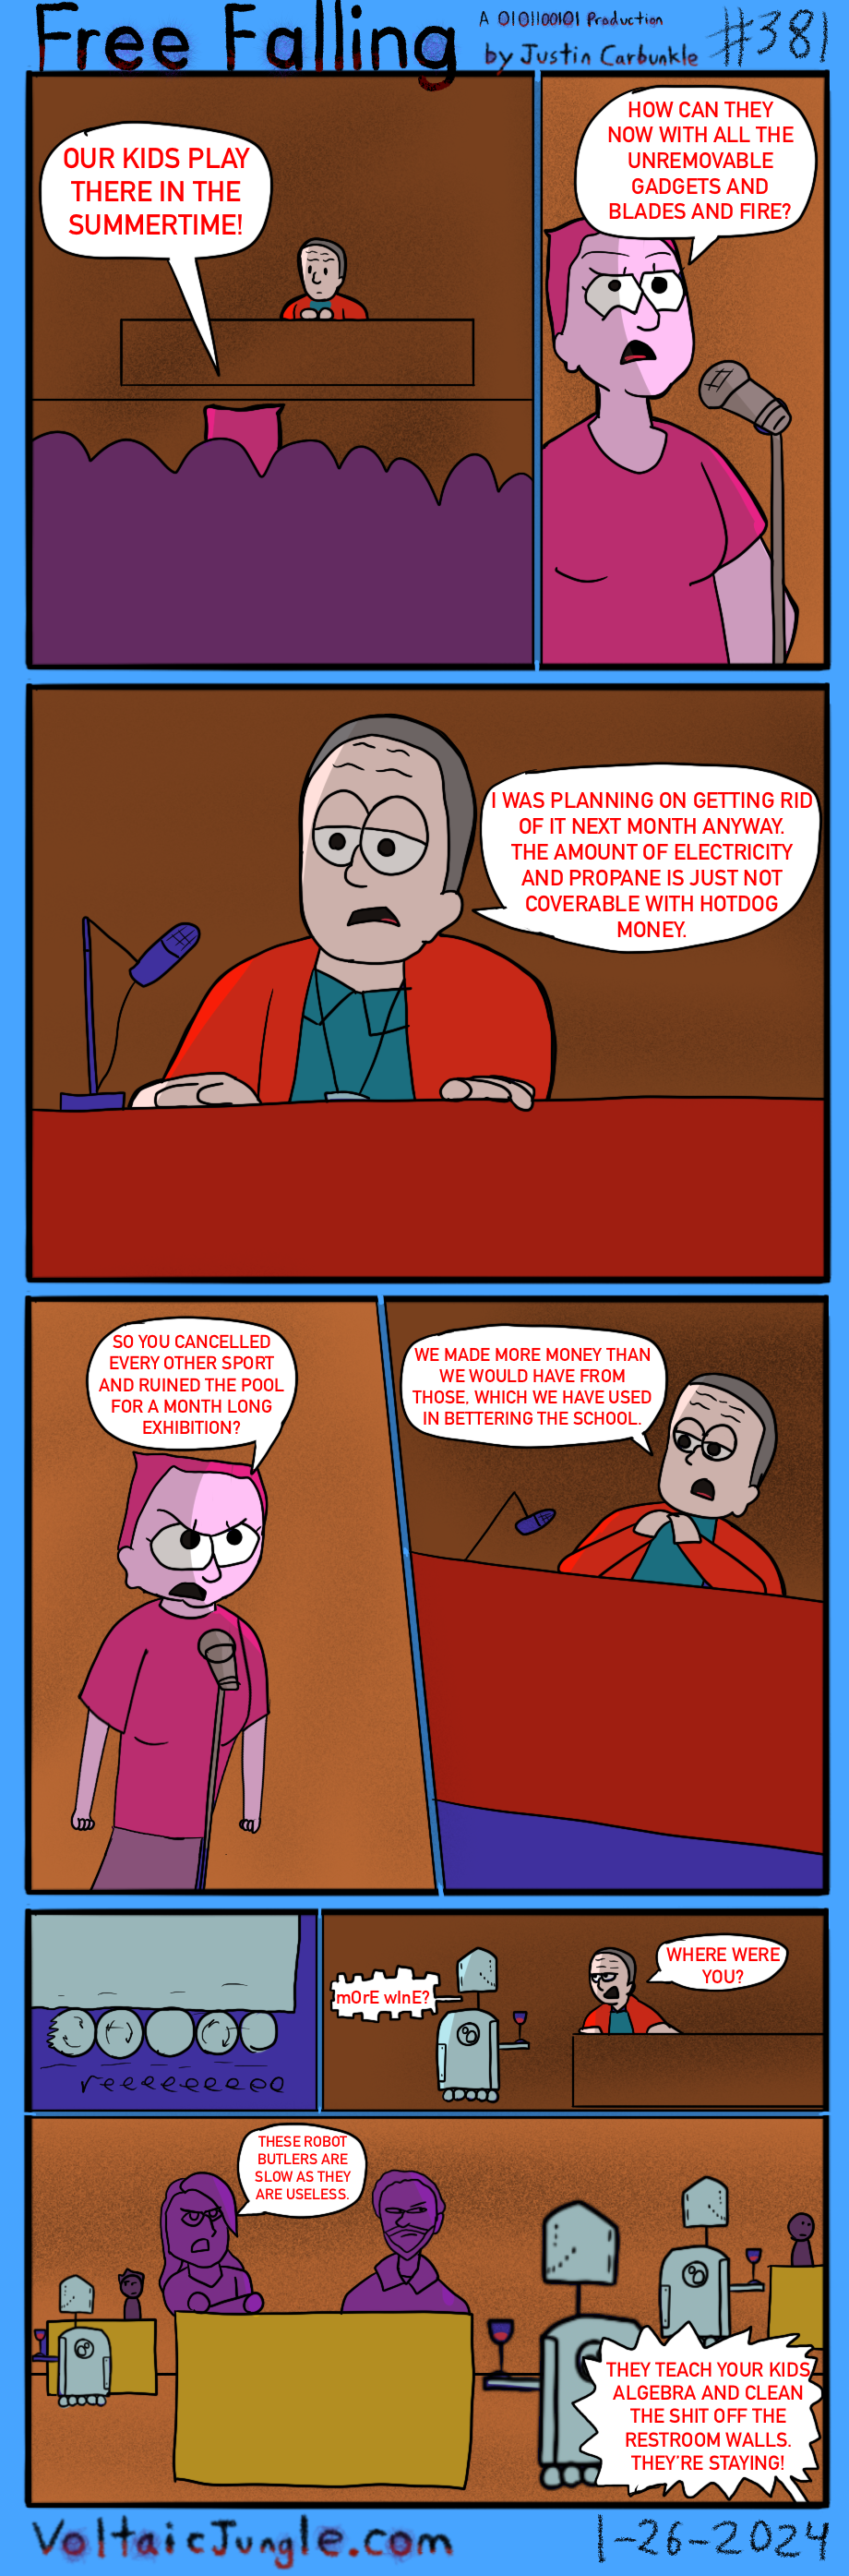 Free Falling
A 0101100101 Production
by Justin Carbunkle
#381
OUR KIDS PLAY
THERE IN THE
SUMMERTIME!
HOW CAN THEY
NOW WITH ALL THE
UNREMOVABLE
GADGETS AND
BLADES AND FIRE?
I WAS PLANNING ON GETTING RID
OF IT NEXT MONTH ANYWAY.
THE AMOUNT OF ELECTRICITY
AND PROPANE IS JUST NOT
COVERABLE WITH HOTDOG
MONEY.
SO YOU CANCELLED
EVERY OTHER SPORT
AND RUINED THE POOL
FOR A MONTH LONG
EXHIBITION?
WE MADE MORE MONEY THAN
WE WOULD HAVE FROM
THOSE, WHICH WE HAVE USED
IN BETTERING THE SCHOOL.
reeeeeeeee
mOrE wInE?
WHERE WERE
YOU?
THESE ROBOT
BUTLERS ARE
SLOW AS THEY
ARE USELESS.
THEY TEACH YOUR KIDS
ALGEBRA AND CLEAN
THE SHIT OFF THE
RESTROOM WALLS.
THEY'RE STAYING!
VoltaicJungle.com
1-26-2024